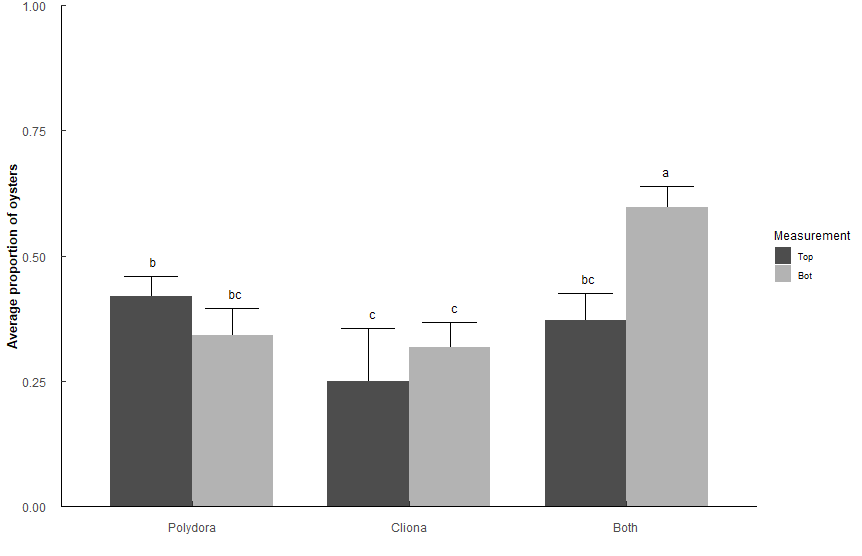 Average proportion of oysters
1.00
0.75
0.50
0.25
0.00
b
bc
c
c
bc
a
Polydora
Cliona
Both
Measurement
Top
Bot